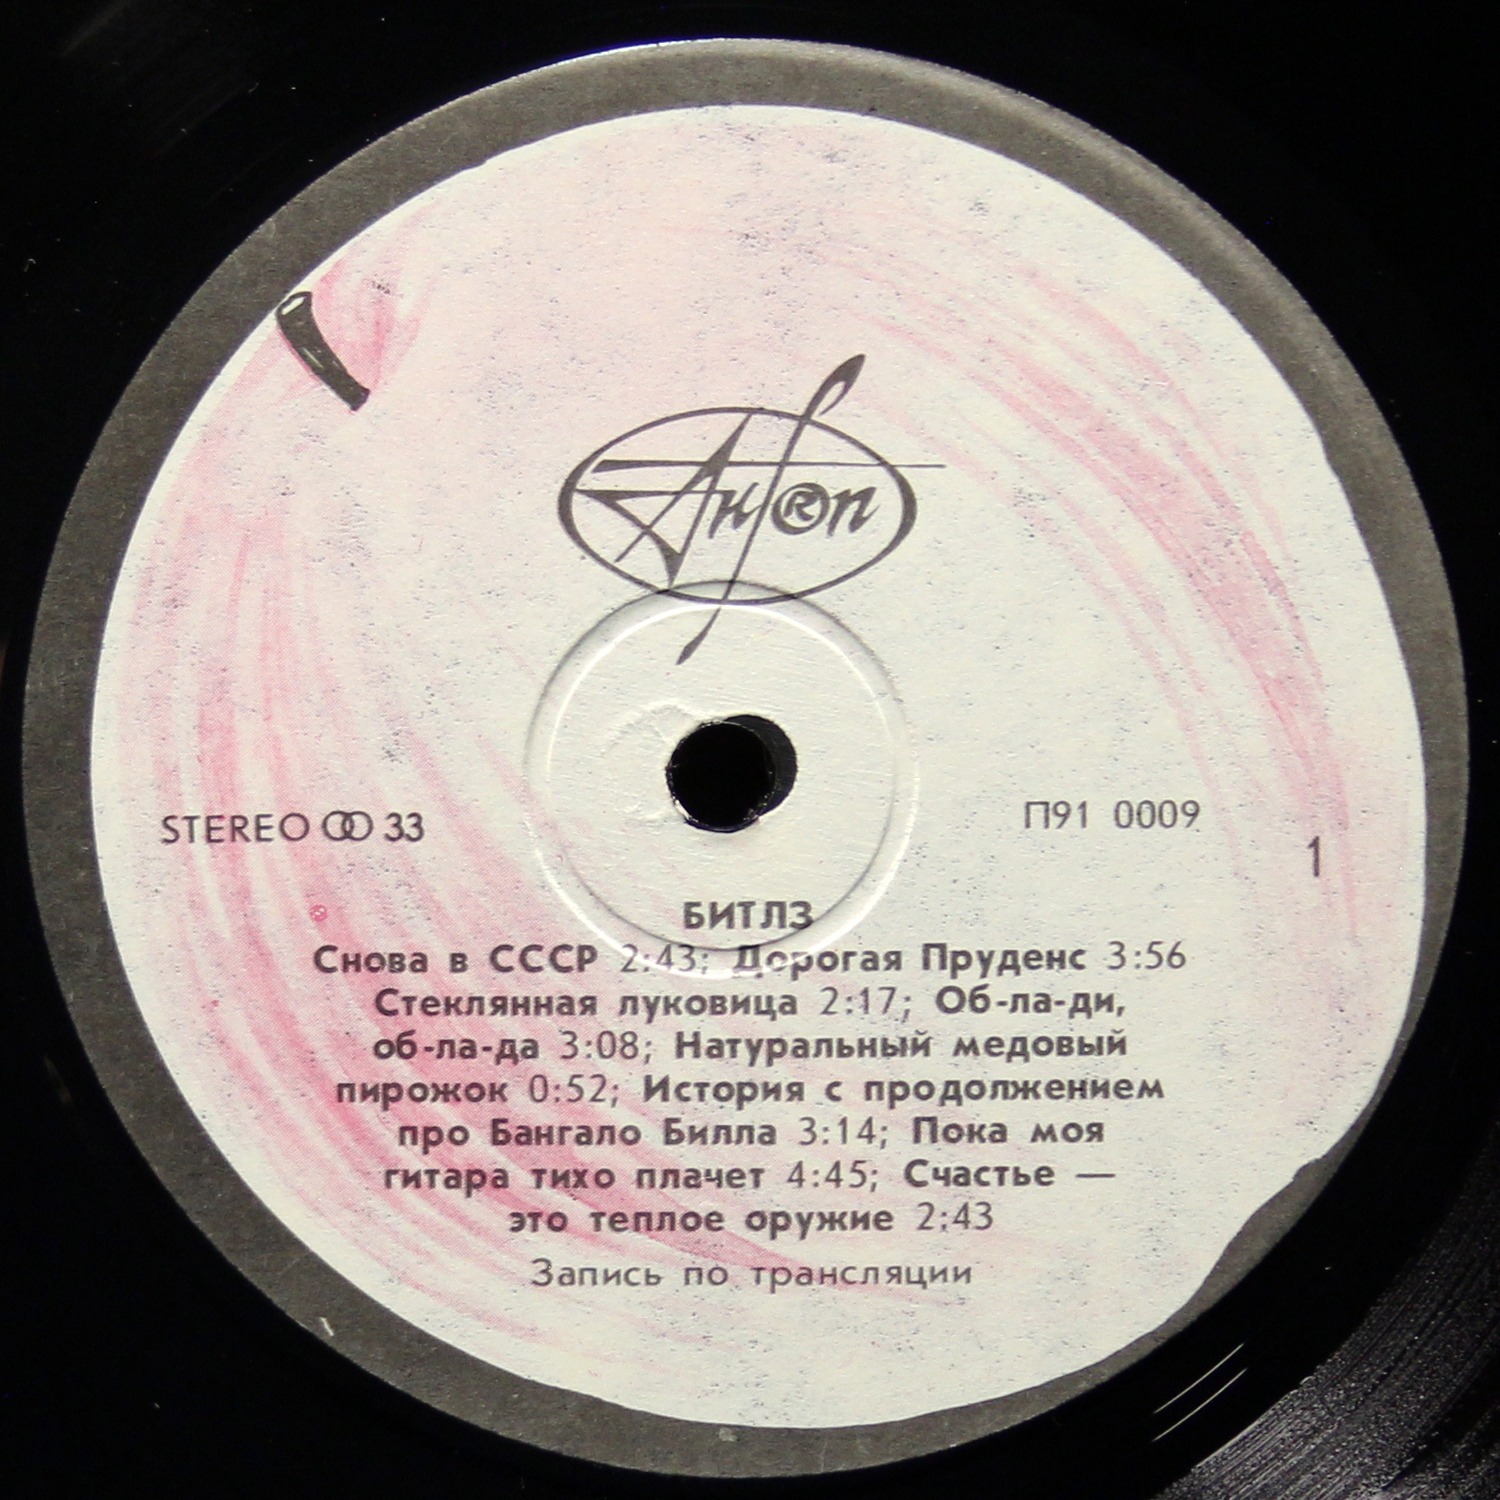 АнТроп
®
STEREO 33
П91 0009
1
БИТЛЗ
Снова в СССР 2:43; Дорогая Пруденс 3:56
Стеклянная луковица 2:17; Об-ла-ди,
об-ла-да 3:08; Натуральный медовый
пирожок 0:52; История с продолжением
про Бангало Билла 3:14; Пока моя
гитара тихо плачет 4:45; Счастье —
это теплое оружие 2:43
Запись по трансляции